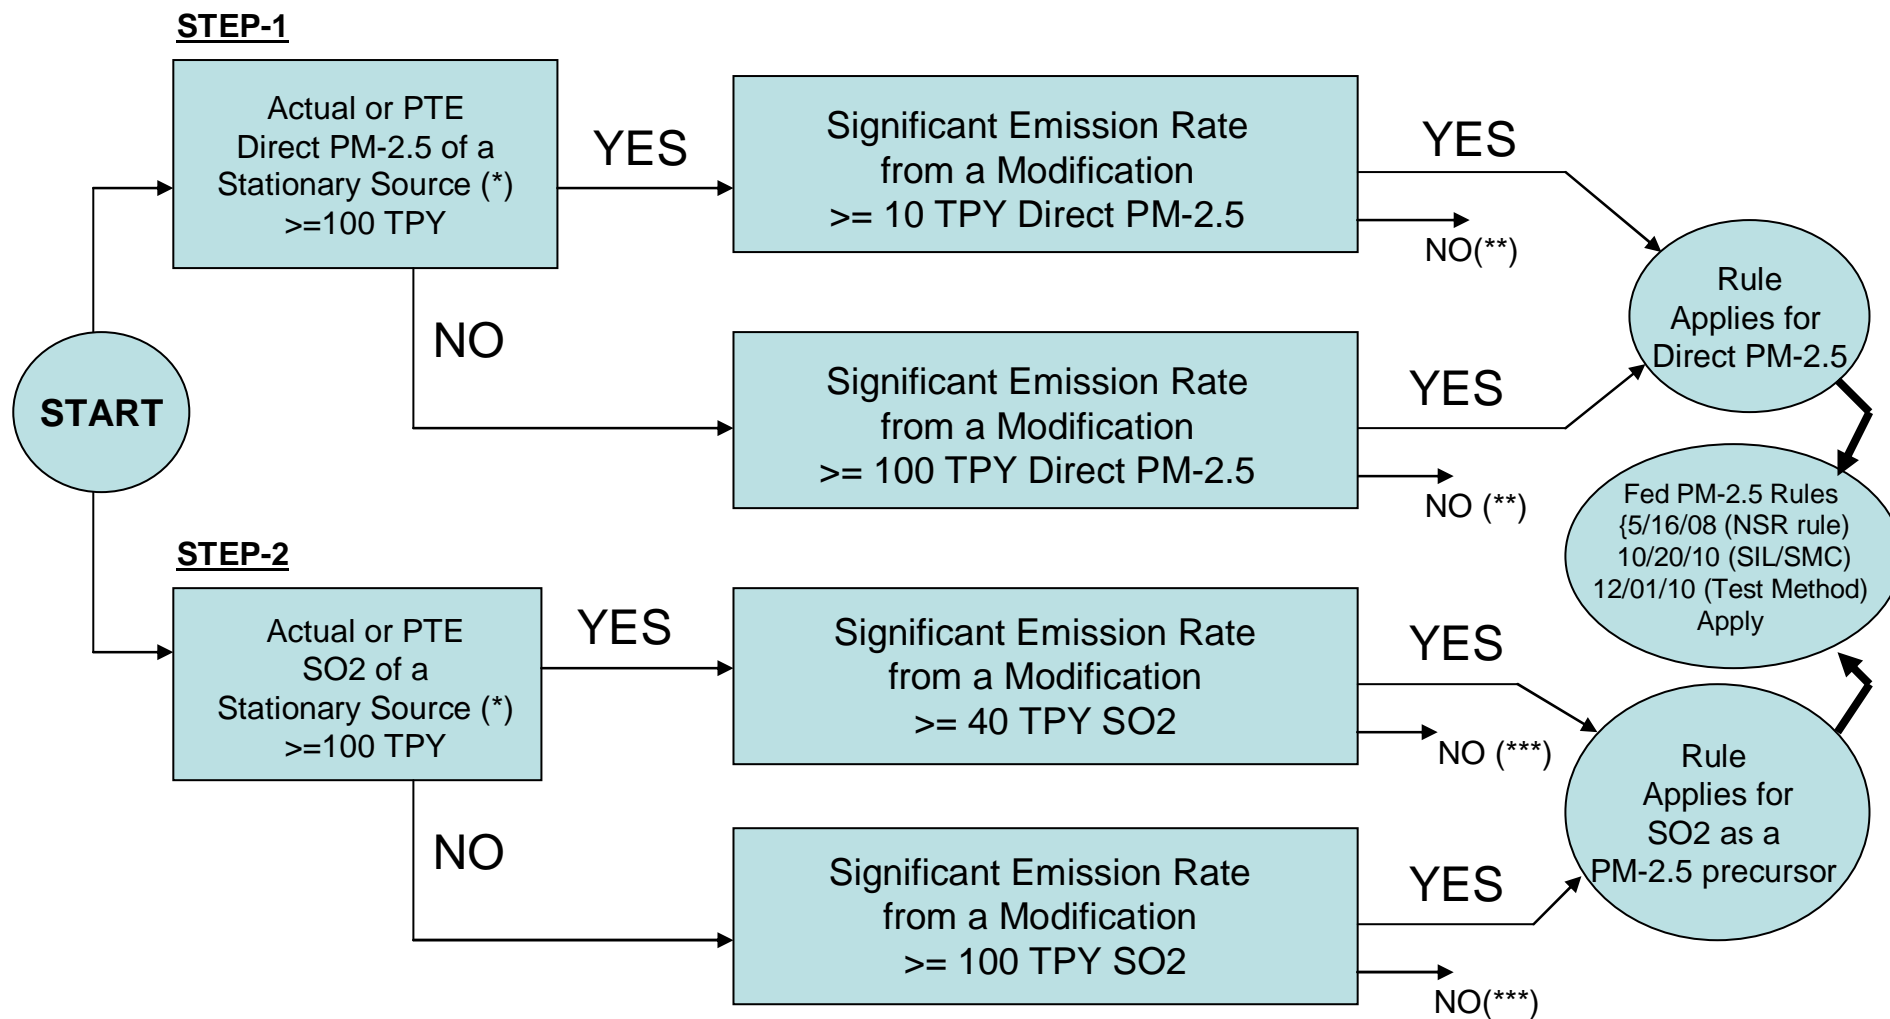 STEP-1
Actual or PTE
Direct PM-2.5 of a
Stationary Source (*)
>=100 TPY
YES
Significant Emission Rate
from a Modification
>= 10 TPY Direct PM-2.5
YES
NO(**)
NO
Significant Emission Rate
from a Modification
>= 100 TPY Direct PM-2.5
YES
NO (**)
Rule
Applies for
Direct PM-2.5
START
Fed PM-2.5 Rules
{5/16/08 (NSR rule)
10/20/10 (SIL/SMC)
12/01/10 (Test Method)
Apply
STEP-2
Actual or PTE
SO2 of a
Stationary Source (*)
>=100 TPY
YES
Significant Emission Rate
from a Modification
>= 40 TPY SO2
YES
NO (***)
NO
Significant Emission Rate
from a Modification
>= 100 TPY SO2
YES
NO(***)
Rule
Applies for
SO2 as a
PM-2.5 precursor